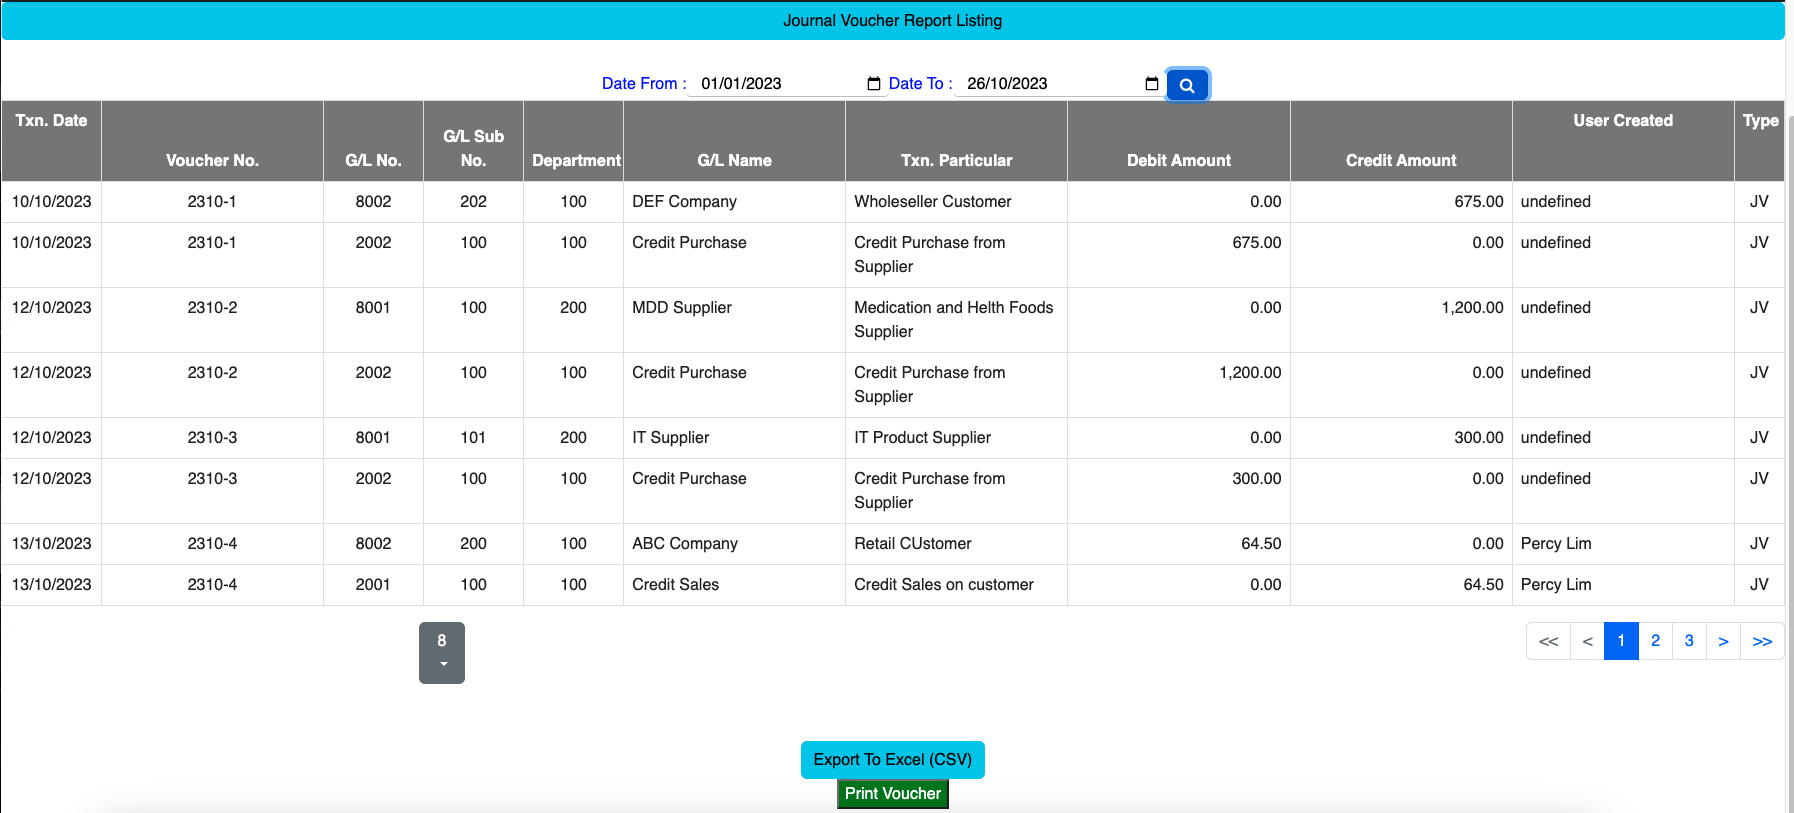 Journal Voucher Report Listing
Date From : 01/01/2023 Date To : 26/10/2023
Txn. Date Voucher No. G/L No. G/L Sub No. Department G/L Name Txn. Particular Debit Amount Credit Amount User Created Type
10/10/2023 2310-1 8002 202 100 DEF Company Wholeseller Customer 0.00 675.00 undefined JV
10/10/2023 2310-1 2002 100 100 Credit Purchase Credit Purchase from 675.00 0.00 undefined JV
Supplier
12/10/2023 2310-2 8001 100 200 MDD Supplier Medication and Helth Foods 0.00 1,200.00 undefined JV
Supplier
12/10/2023 2310-2 2002 100 100 Credit Purchase Credit Purchase from 1,200.00 0.00 undefined JV
Supplier
12/10/2023 2310-3 8001 101 200 IT Supplier IT Product Supplier 0.00 300.00 undefined JV
12/10/2023 2310-3 2002 100 100 Credit Purchase Credit Purchase from 300.00 0.00 undefined JV
Supplier
13/10/2023 2310-4 8002 200 100 ABC Company Retail CUstomer 64.50 0.00 Percy Lim JV
13/10/2023 2310-4 2001 100 100 Credit Sales Credit Sales on customer 0.00 64.50 Percy Lim JV
8 << < 1 2 3 > >>
Export To Excel (CSV)
Print Voucher